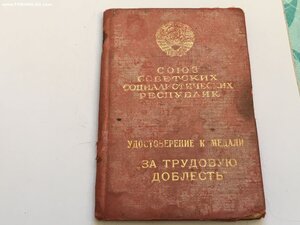 СОЮЗ
СОВЕТСКИХ
СОЦИАЛИСТИЧЕСКИХ
РЕСПУБЛИК
УДОСТОВЕРЕНИЕ К МЕДАЛИ
„ЗА ТРУДОВУЮ
ДОБЛЕСТЬ"